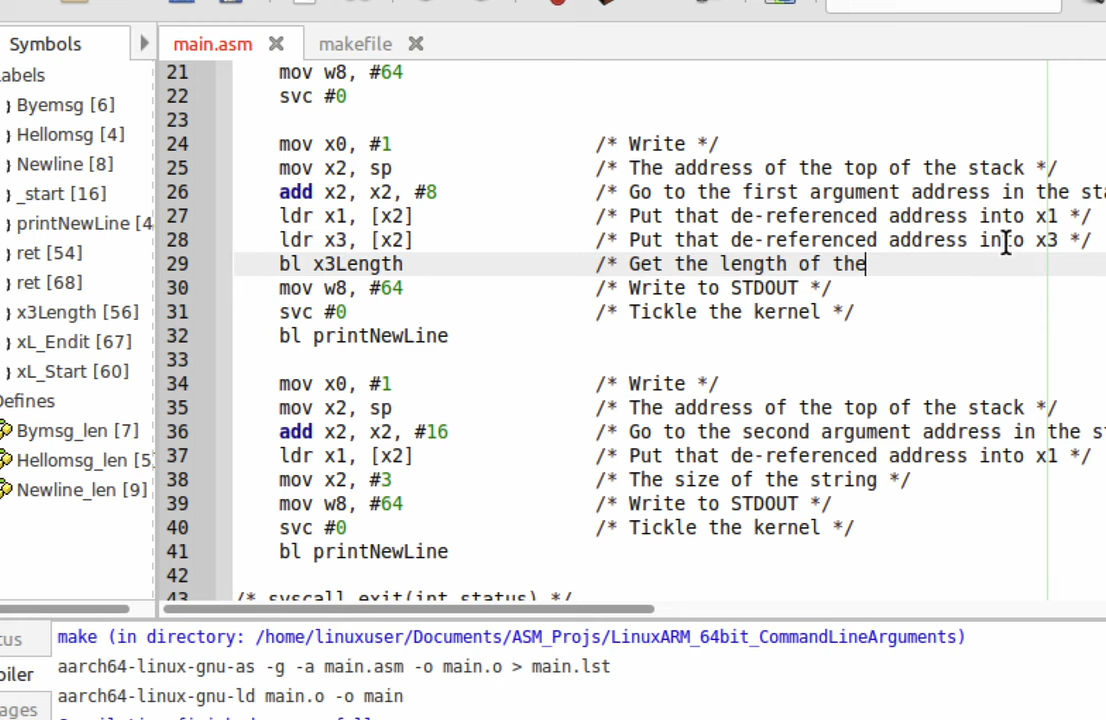 Symbols
main.asm
makefile
Labels
Byemsg [6]
Hellomsg [4]
Newline [8]
_start [16]
printNewLine [4
ret [54]
ret [68]
x3Length [56]
xL_Endit [67]
xL_Start [60]
Defines
Bymsg_len [7]
Hellomsg_len [5]
Newline_len [9]
21 mov w8, #64
22 svc #0
23
24 mov x0, #1 /* Write */
25 mov x2, sp /* The address of the top of the stack */
26 add x2, x2, #8 /* Go to the first argument address in the sta
27 ldr x1, [x2] /* Put that de-referenced address into x1 */
28 ldr x3, [x2] /* Put that de-referenced address into x3 */
29 bl x3Length /* Get the length of the
30 mov w8, #64 /* Write to STDOUT */
31 svc #0 /* Tickle the kernel */
32 bl printNewLine
33
34 mov x0, #1 /* Write */
35 mov x2, sp /* The address of the top of the stack */
36 add x2, x2, #16 /* Go to the second argument address in the s
37 ldr x1, [x2] /* Put that de-referenced address into x1 */
38 mov x2, #3 /* The size of the string */
39 mov w8, #64 /* Write to STDOUT */
40 svc #0 /* Tickle the kernel */
41 bl printNewLine
42
43 /* syscall exit(int status) */
tus
piler
ages
make (in directory: /home/linuxuser/Documents/ASM_Projs/LinuxARM_64bit_CommandLineArguments)
aarch64-linux-gnu-as -g -a main.asm -o main.o > main.lst
aarch64-linux-gnu-ld main.o -o main